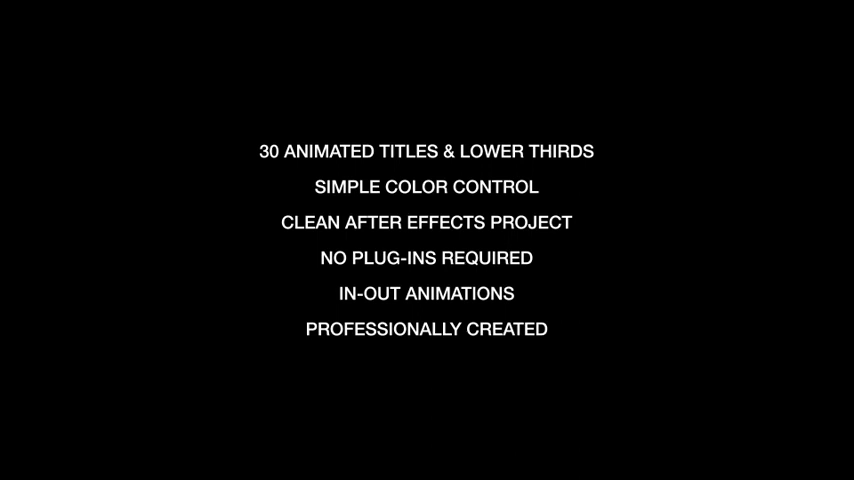 30 ANIMATED TITLES & LOWER THIRDS
SIMPLE COLOR CONTROL
CLEAN AFTER EFFECTS PROJECT
NO PLUG-INS REQUIRED
IN-OUT ANIMATIONS
PROFESSIONALLY CREATED